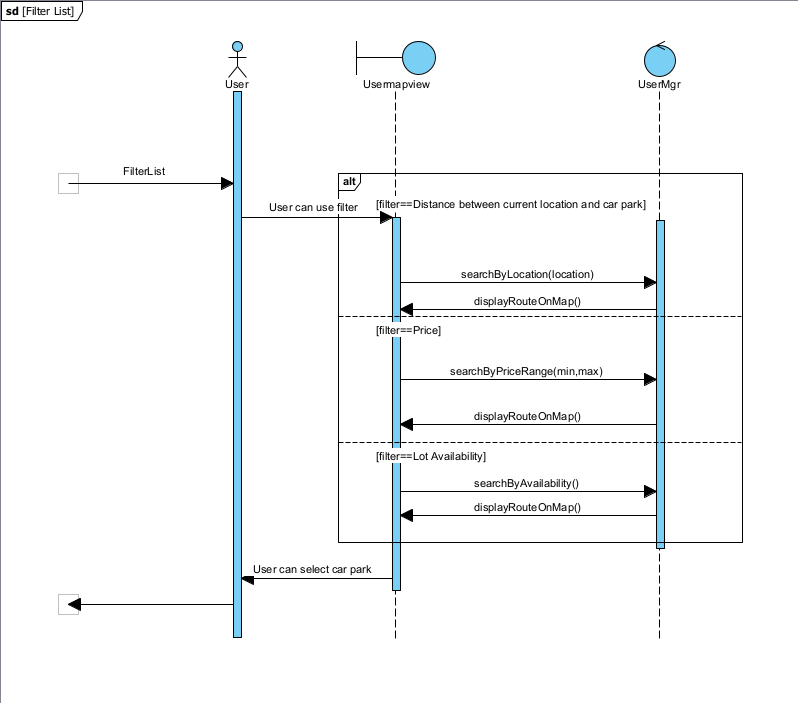 sd [Filter List]
User
Usermapview
UserMgr
FilterList
alt
User can use filter
[filter==Distance between current location and car park]
searchByLocation(location)
displayRouteOnMap()
[filter==Price]
searchByPriceRange(min,max)
displayRouteOnMap()
[filter==Lot Availability]
searchByAvailability()
displayRouteOnMap()
User can select car park